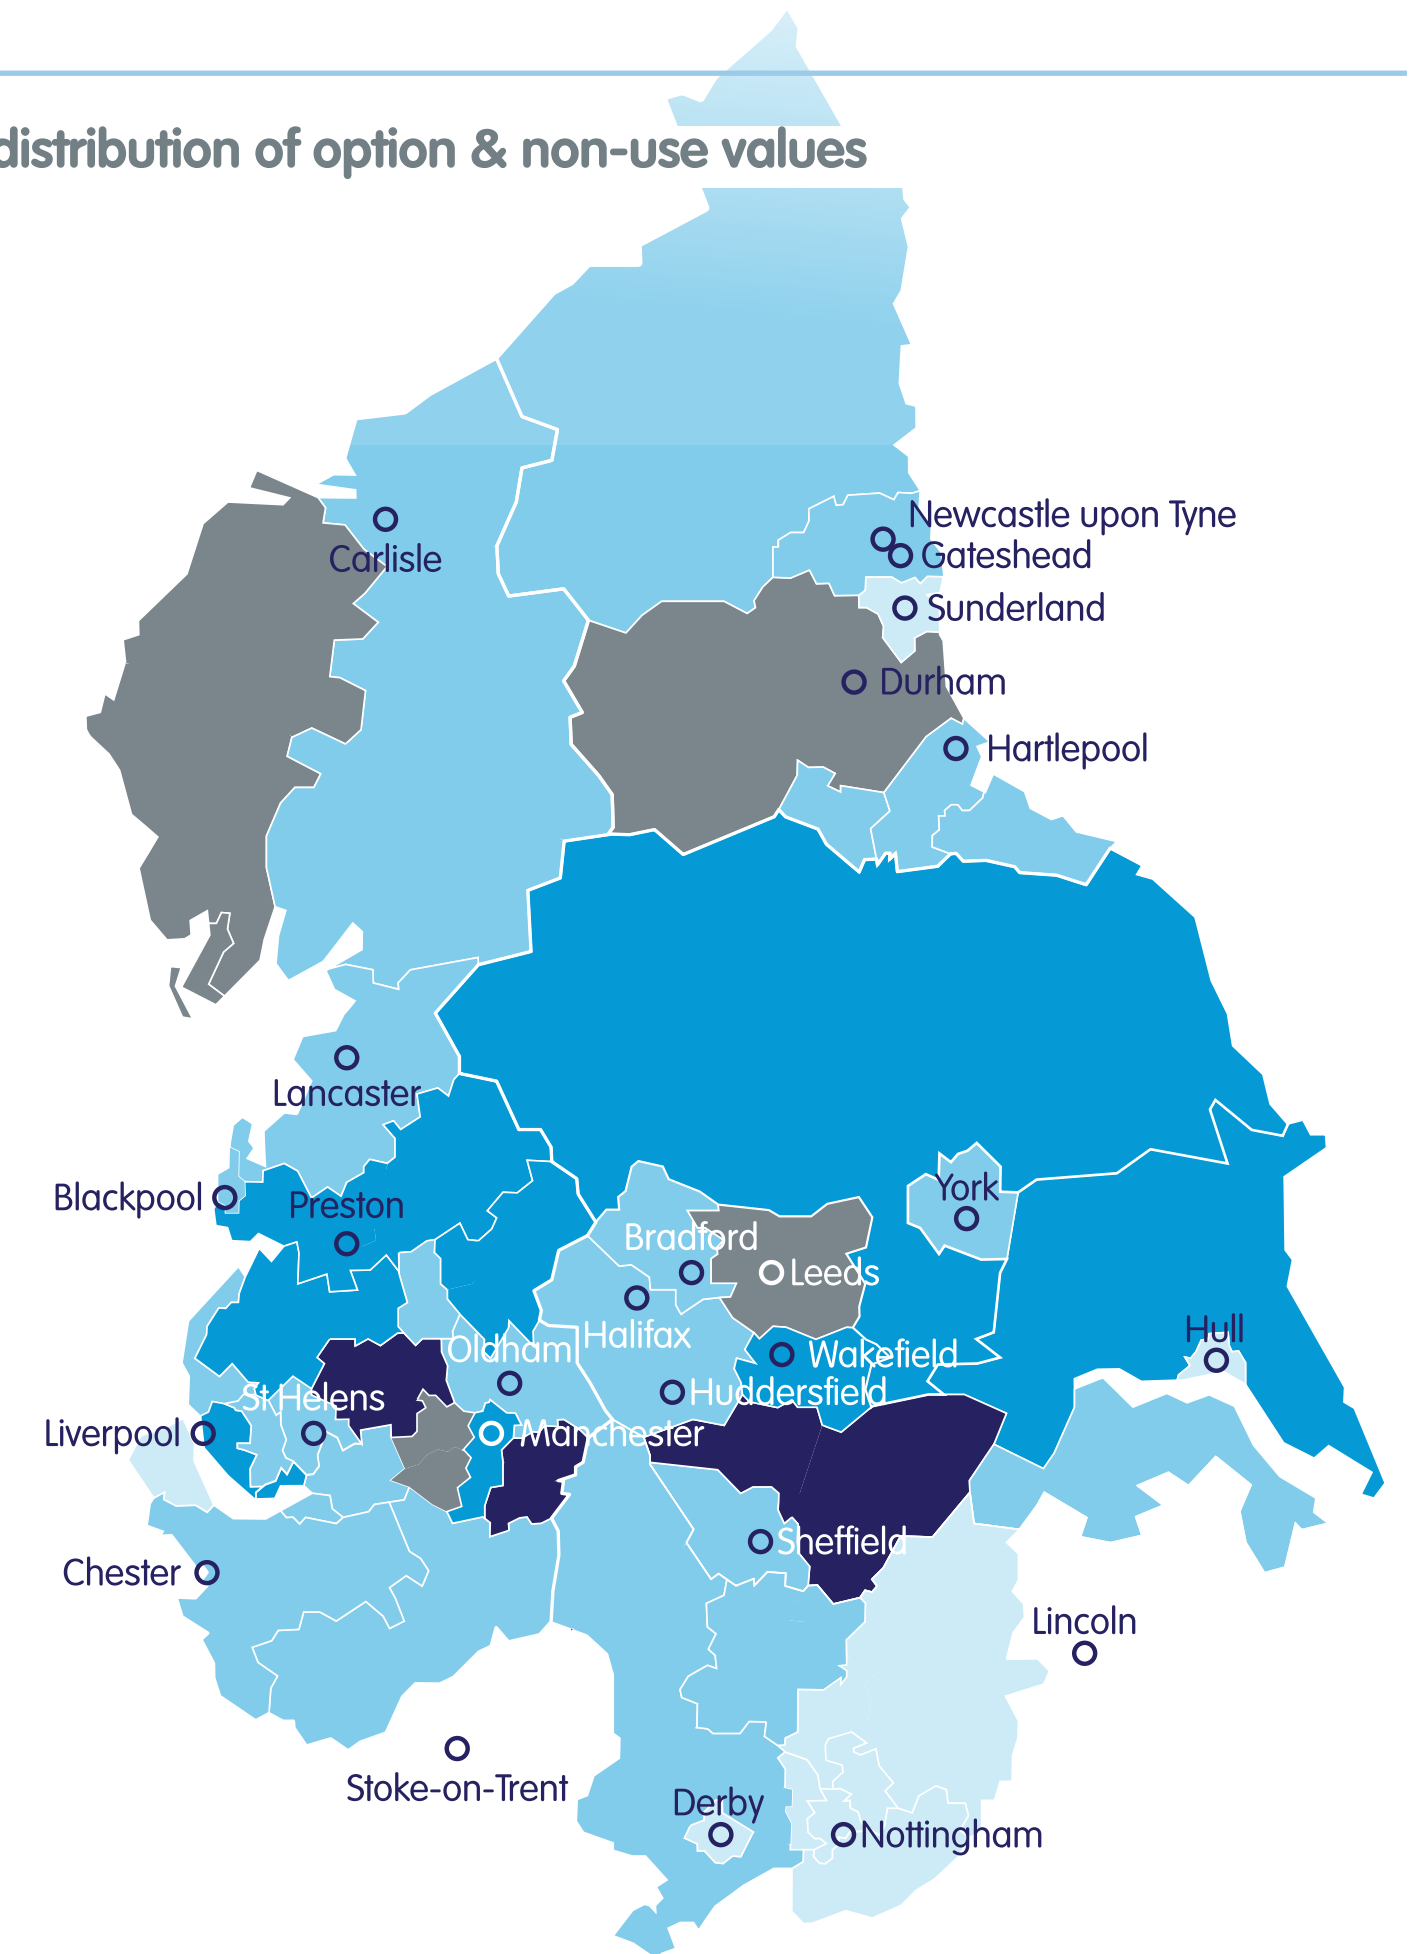 distribution of option & non-use values
Newcastle upon Tyne
Gateshead
Carlisle
Sunderland
Durham
Hartlepool
Lancaster
York
Blackpool
Preston
Bradford
Leeds
Hull
Halifax
Oldham
Wakefield
Huddersfield
St Helens
Liverpool
Manchester
Sheffield
Chester
Lincoln
Stoke-on-Trent
Derby
Nottingham